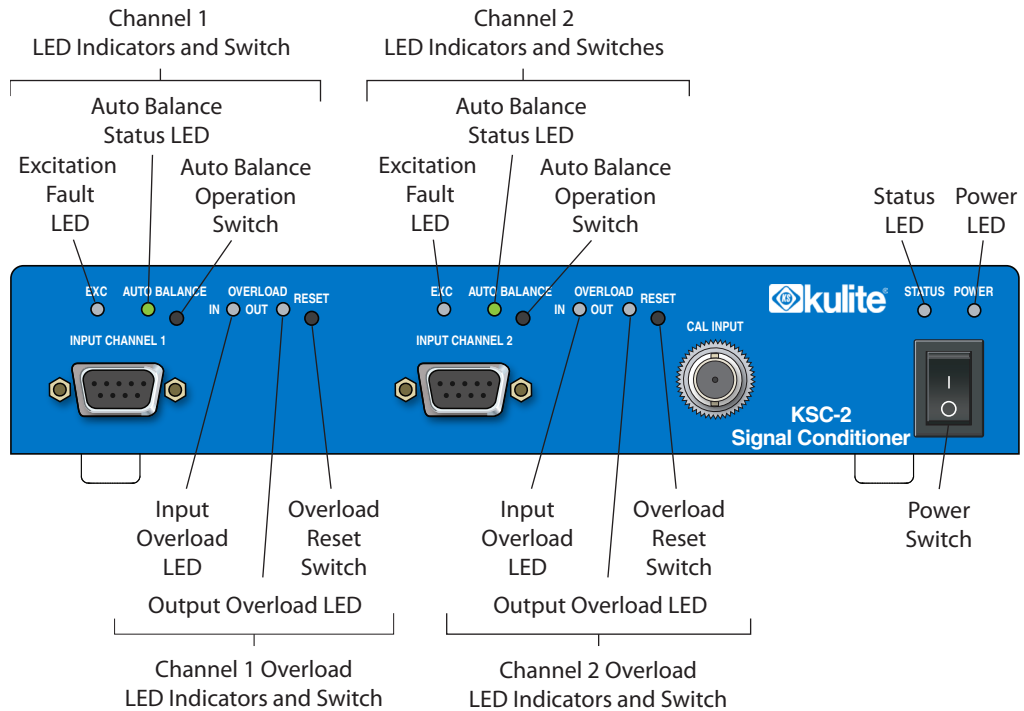 Channel 1
LED Indicators and Switch
Channel 2
LED Indicators and Switches
Auto Balance
Status LED
Excitation
Fault
LED
Auto Balance
Operation
Switch
Auto Balance
Status LED
Excitation
Fault
LED
Auto Balance
Operation
Switch
Status
LED
Power
LED
EXC
AUTO BALANCE
OVERLOAD
IN
OUT
RESET
INPUT CHANNEL 1
EXC
AUTO BALANCE
OVERLOAD
IN
OUT
RESET
INPUT CHANNEL 2
CAL INPUT
kulite®
STATUS
POWER
KSC-2
Signal Conditioner
Input
Overload
LED
Overload
Reset
Switch
Output Overload LED
Channel 1 Overload
LED Indicators and Switch
Input
Overload
LED
Overload
Reset
Switch
Output Overload LED
Channel 2 Overload
LED Indicators and Switch
Power
Switch